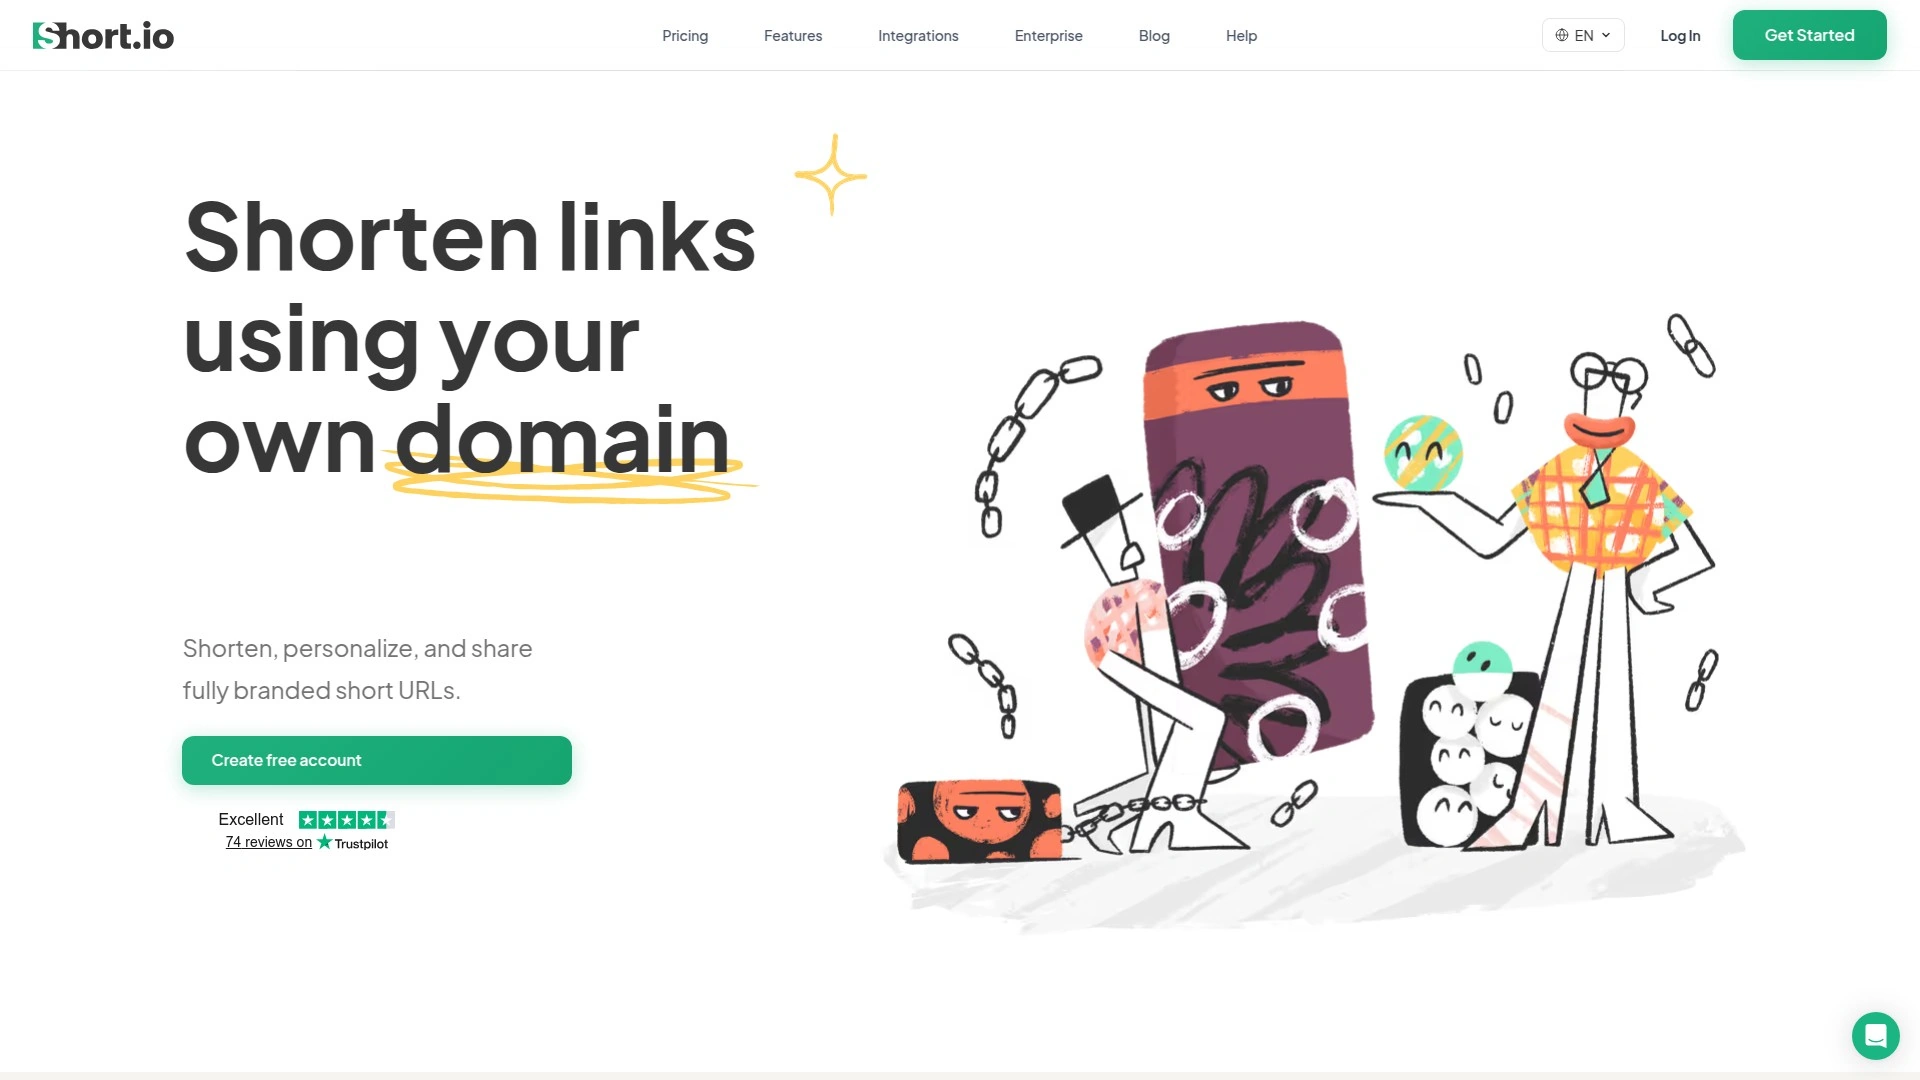 Short.io
Pricing
Features
Integrations
Enterprise
Blog
Help
EN
Log In
Get Started
Shorten links
using your
own domain
Shorten, personalize, and share
fully branded short URLs.
Create free account
Excellent
74 reviews on Trustpilot